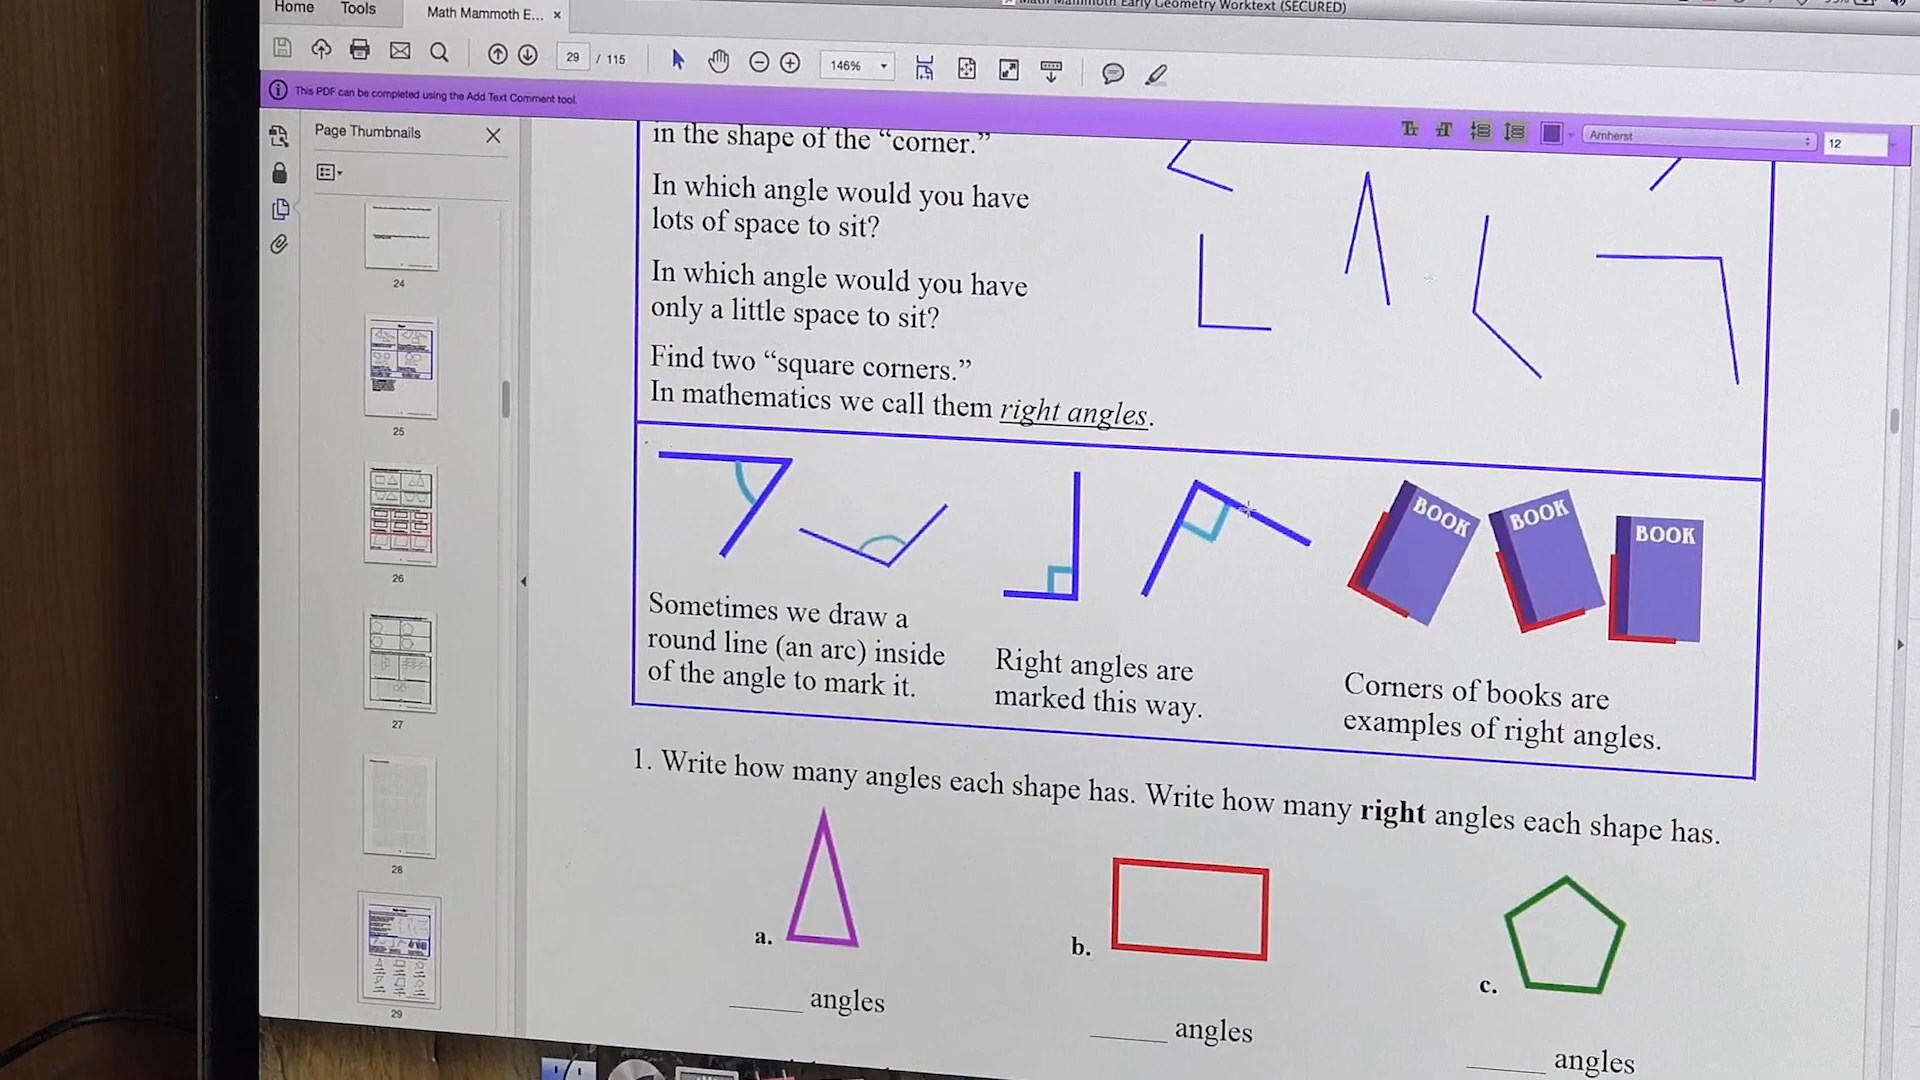 Home Tools Math Mammoth E... ×
Math Mammoth Early Geometry Worktext (SECURED)
29 / 115 146%
This PDF can be completed using the Add Text Comment tool.
Amherst 12
Page Thumbnails
24
25
26
27
28
29
in the shape of the “corner.”
In which angle would you have
lots of space to sit?
In which angle would you have
only a little space to sit?
Find two “square corners.”
In mathematics we call them right angles.
BOOK BOOK BOOK
Sometimes we draw a
round line (an arc) inside
of the angle to mark it.
Right angles are
marked this way.
Corners of books are
examples of right angles.
1. Write how many angles each shape has. Write how many right angles each shape has.
a.
b.
c.
_____ angles
_____ angles
_____ angles